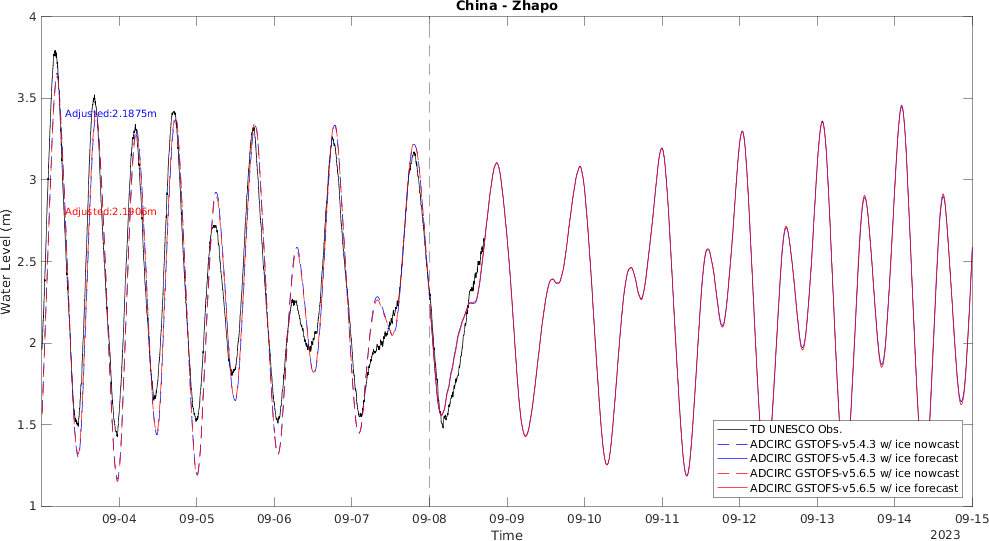 China - Zhapo
4
3.5
3
2.5
2
1.5
1
Water Level (m)
Adjusted:2.1875m
Adjusted:2.1906m
TD UNESCO Obs.
ADCIRC GSTOFS-v5.4.3 w/ ice nowcast
ADCIRC GSTOFS-v5.4.3 w/ ice forecast
ADCIRC GSTOFS-v5.6.5 w/ ice nowcast
ADCIRC GSTOFS-v5.6.5 w/ ice forecast
09-04 09-05 09-06 09-07 09-08 09-09 09-10 09-11 09-12 09-13 09-14 09-15
Time
2023